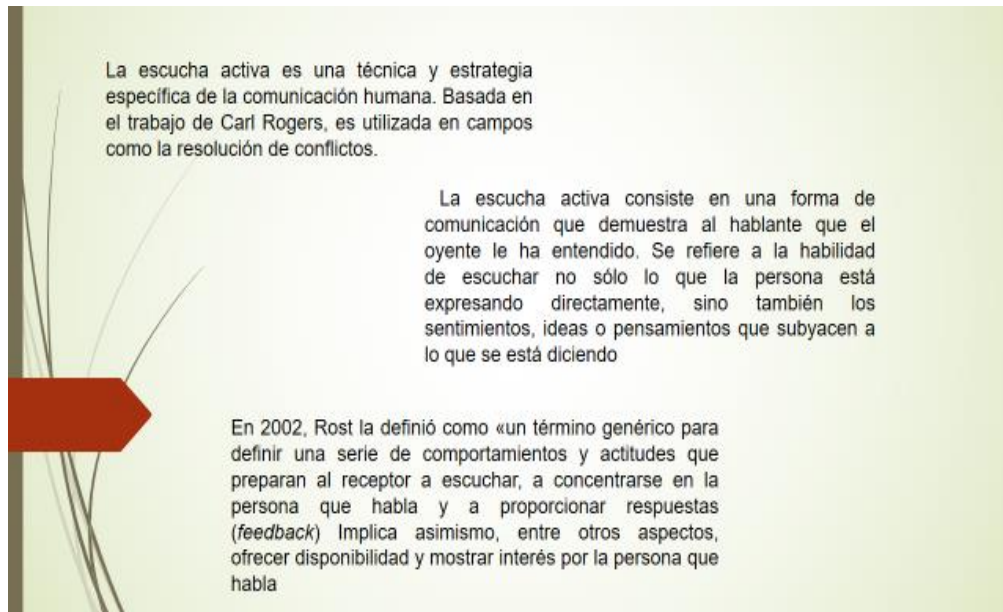 La escucha activa es una técnica y estrategia
específica de la comunicación humana. Basada en
el trabajo de Carl Rogers, es utilizada en campos
como la resolución de conflictos.
La escucha activa consiste en una forma de
comunicación que demuestra al hablante que el
oyente le ha entendido. Se refiere a la habilidad
de escuchar no sólo lo que la persona está
expresando directamente, sino también los
sentimientos, ideas o pensamientos que subyacen a
lo que se está diciendo
En 2002, Rost la definió como «un término genérico para
definir una serie de comportamientos y actitudes que
preparan al receptor a escuchar, a concentrarse en la
persona que habla y a proporcionar respuestas
(feedback) Implica asimismo, entre otros aspectos,
ofrecer disponibilidad y mostrar interés por la persona que
habla